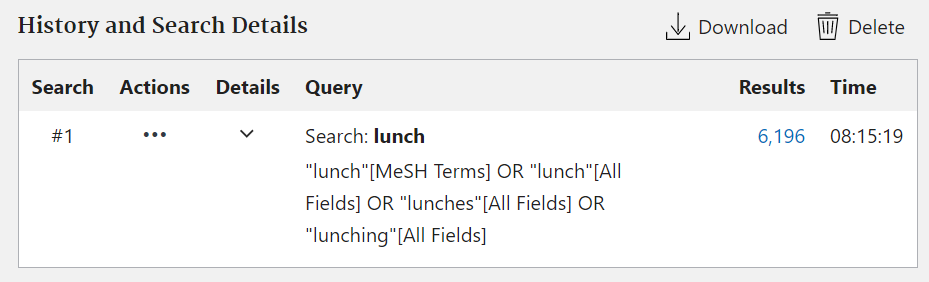 History and Search Details Download Delete
Search Actions Details Query Results Time
#1 ••• Search: lunch 6,196 08:15:19
"lunch"[MeSH Terms] OR "lunch"[All
Fields] OR "lunches"[All Fields] OR
"lunching"[All Fields]